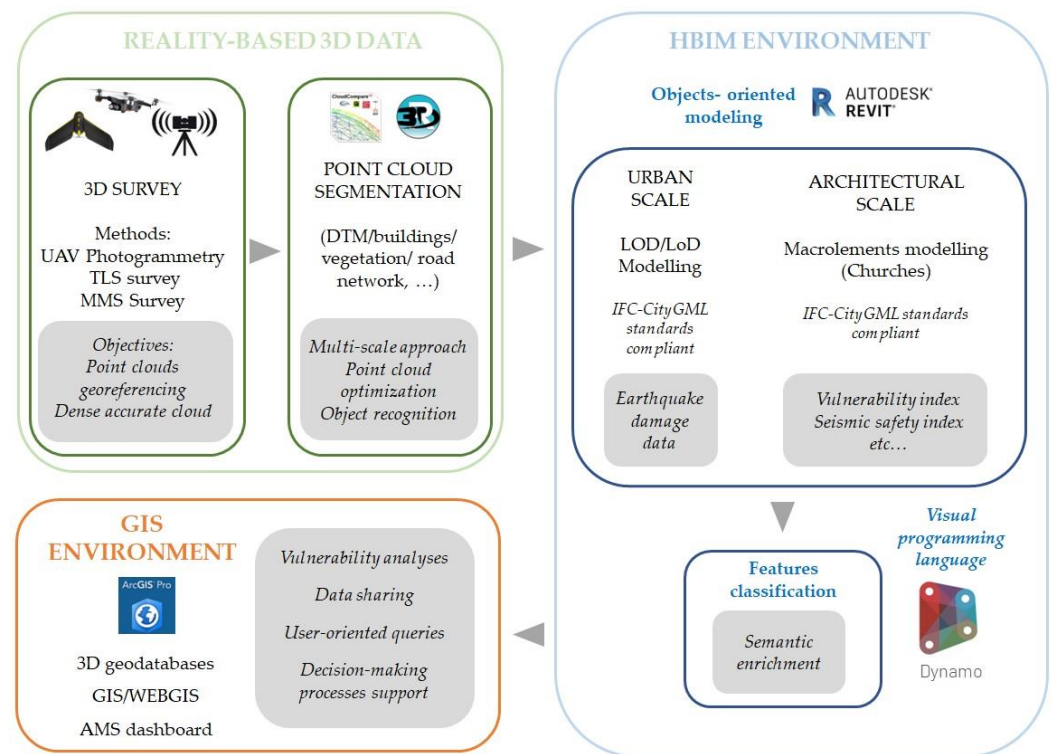 REALITY-BASED 3D DATA
3D SURVEY
Methods:
UAV Photogrammetry
TLS survey
MMS Survey
Objectives:
Point clouds
georeferencing
Dense accurate cloud
CloudCompare
3D
POINT CLOUD
SEGMENTATION
(DTM/buildings/
vegetation/ road
network, …)
Multi-scale approach
Point cloud
optimization
Object recognition
HBIM ENVIRONMENT
Objects- oriented
modeling
R AUTODESK®
REVIT®
URBAN
SCALE
LOD/LoD
Modelling
IFC-CityGML
standards
compliant
Earthquake
damage
data
ARCHITECTURAL
SCALE
Macrolements modelling
(Churches)
IFC-CityGML standards
compliant
Vulnerability index
Seismic safety index
etc…
Features
classification
Semantic
enrichment
Visual
programming
language
Dynamo
GIS
ENVIRONMENT
ArcGIS Pro
3D geodatabases
GIS/WEBGIS
AMS dashboard
Vulnerability analyses
Data sharing
User-oriented queries
Decision-making
processes support